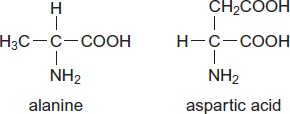 H
H₃C–C–COOH
NH₂
alanine
CH₂COOH
H–C–COOH
NH₂
aspartic acid